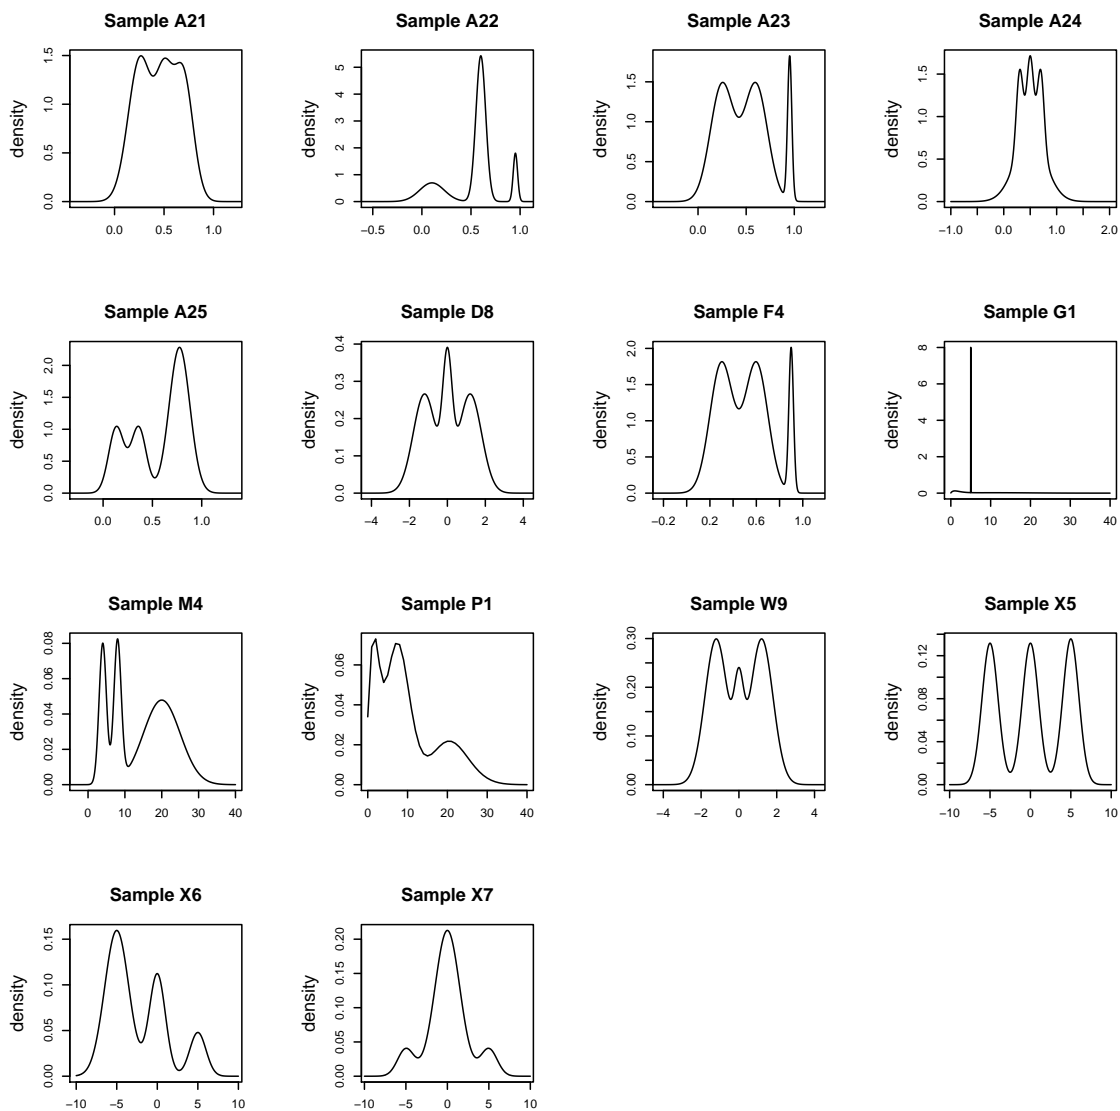 Sample A21
density
0.0 0.5 1.0 1.5
0.0 0.5 1.0
Sample A22
density
0 1 2 3 4 5
−0.5 0.0 0.5 1.0
Sample A23
density
0.0 0.5 1.0 1.5
0.0 0.5 1.0
Sample A24
density
0.0 0.5 1.0 1.5
−1.0 0.0 1.0 2.0
Sample A25
density
0.0 0.5 1.0 1.5 2.0
0.0 0.5 1.0
Sample D8
density
0.0 0.1 0.2 0.3 0.4
−4 −2 0 2 4
Sample F4
density
0.0 0.5 1.0 1.5 2.0
−0.2 0.2 0.6 1.0
Sample G1
density
0 2 4 6 8
0 10 20 30 40
Sample M4
density
0.00 0.02 0.04 0.06 0.08
0 10 20 30 40
Sample P1
density
0.00 0.02 0.04 0.06
0 10 20 30 40
Sample W9
density
0.00 0.10 0.20 0.30
−4 −2 0 2 4
Sample X5
density
0.00 0.04 0.08 0.12
−10 −5 0 5 10
Sample X6
density
0.00 0.05 0.10 0.15
−10 −5 0 5 10
Sample X7
density
0.00 0.05 0.10 0.15 0.20
−10 −5 0 5 10